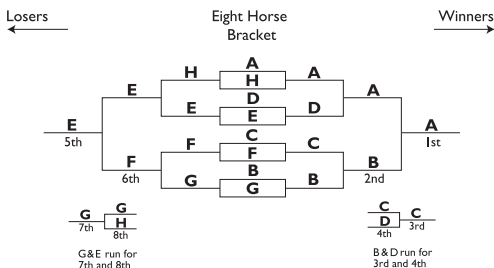 Losers
Eight Horse
Bracket
Winners
A
H
H
A
D
E
A
E
E
D
E
5th
A
1st
C
F
F
C
F
6th
B
2nd
B
G
G
B
G
7th
G
H
8th
G&E run for
7th and 8th
C
D
4th
C
3rd
B&D run for
3rd and 4th